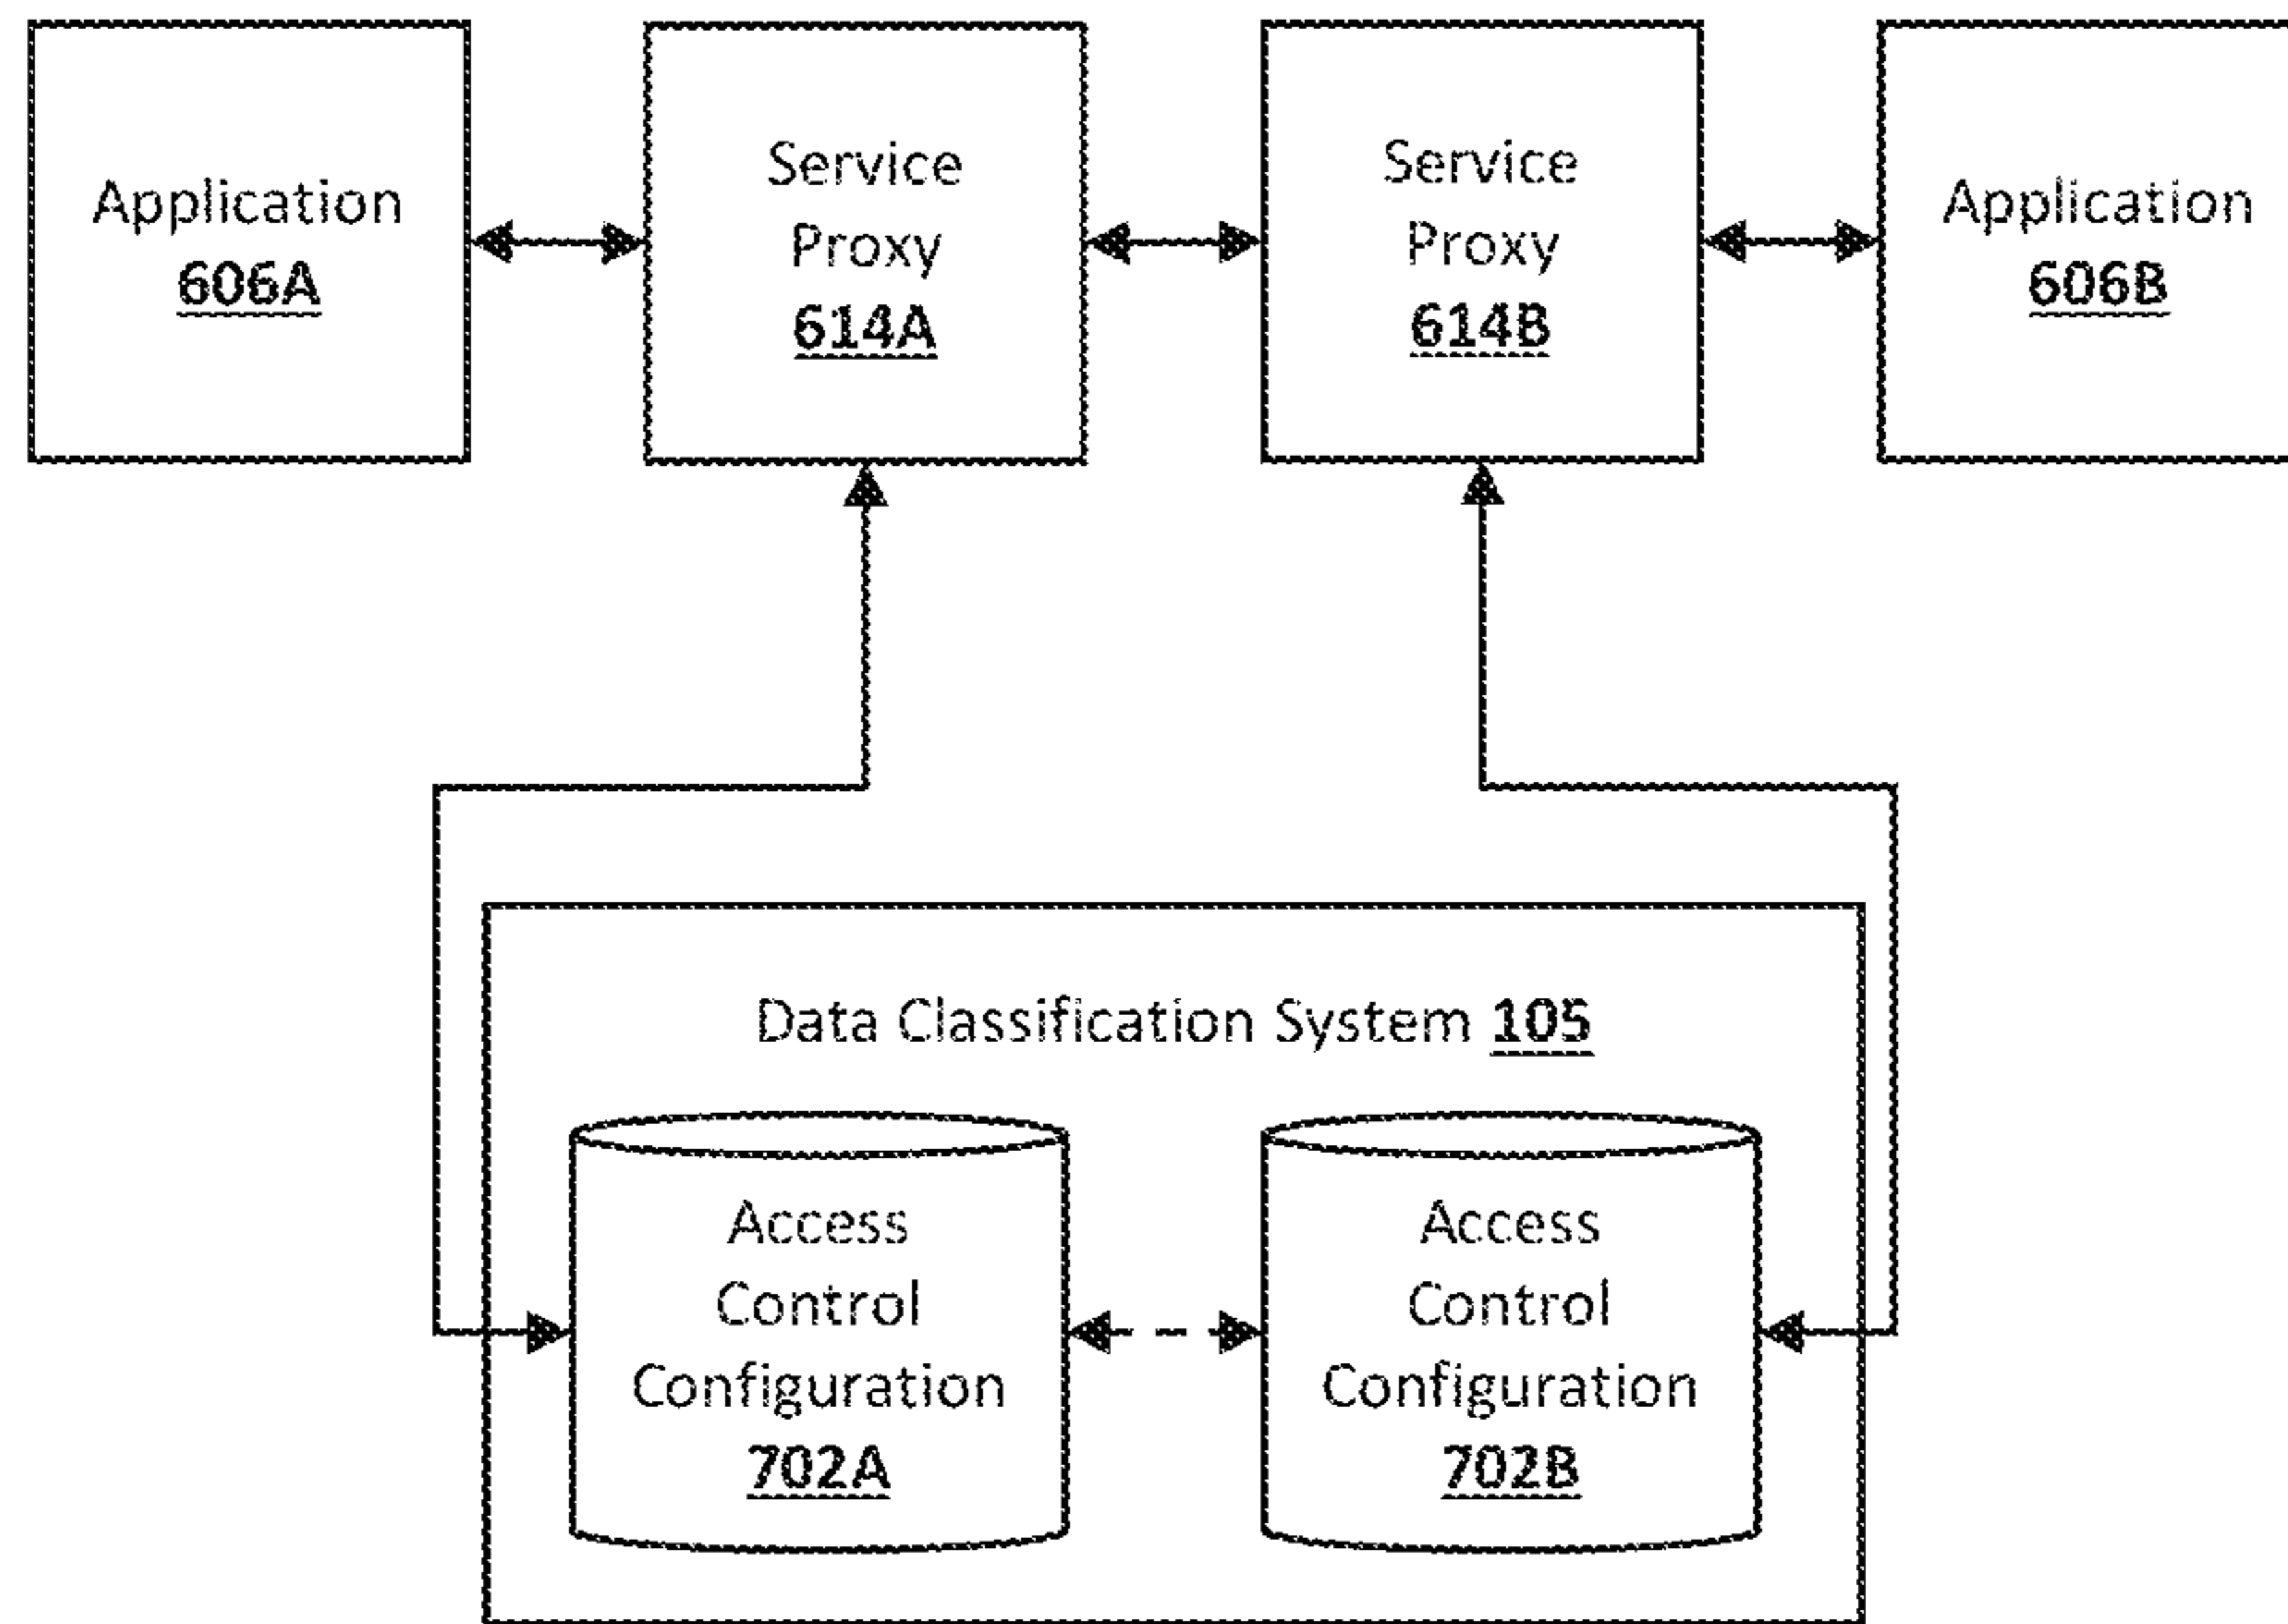 Application
606A
Service
Proxy
614A
Service
Proxy
614B
Application
606B
Data Classification System 105
Access
Control
Configuration
702A
Access
Control
Configuration
702B